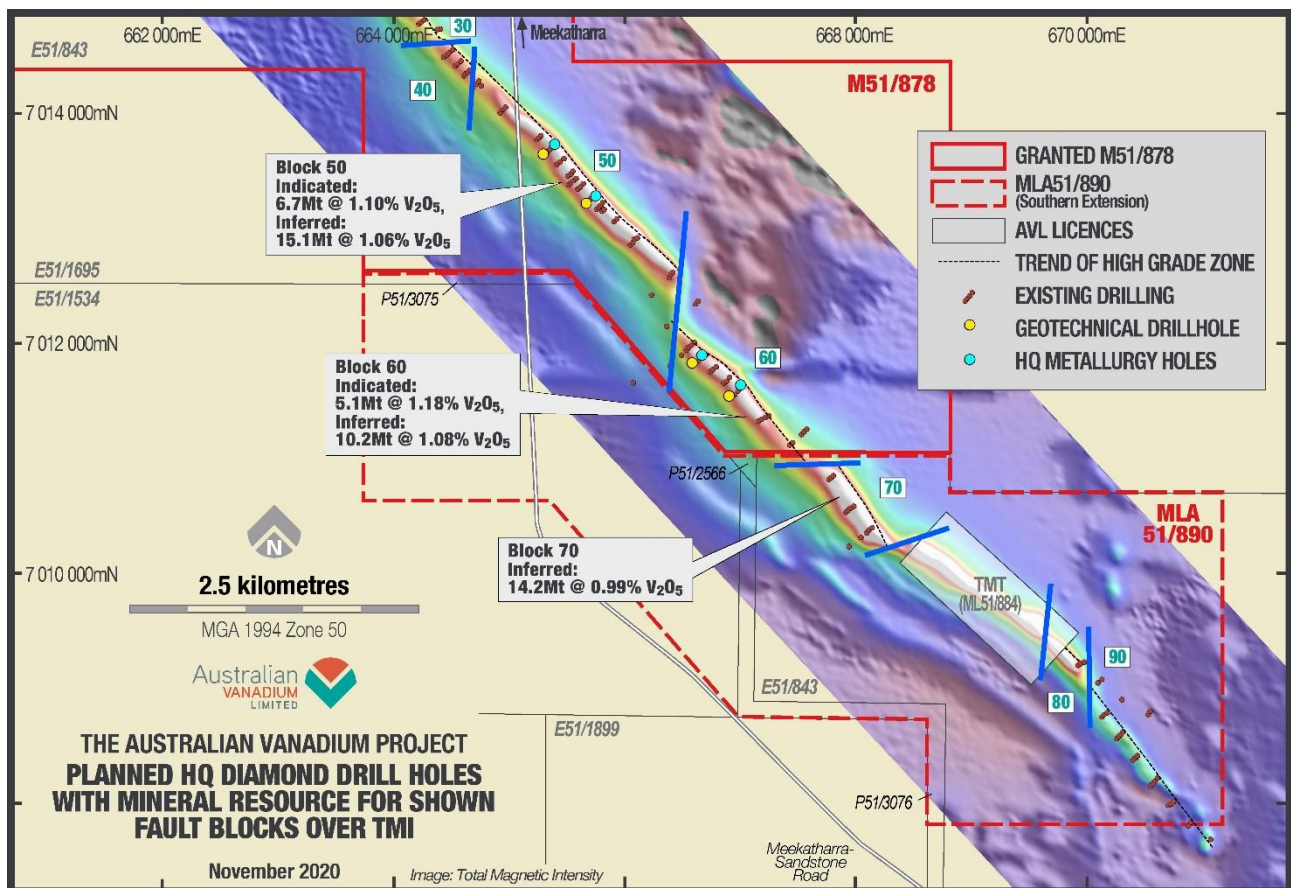 662 000mE
664 000mE
668 000mE
670 000mE
30
Meekatharra
E51/843
M51/878
40
7 014 000mN
GRANTED M51/878
MLA51/890
(Southern Extension)
AVL LICENCES
TREND OF HIGH GRADE ZONE
EXISTING DRILLING
GEOTECHNICAL DRILLHOLE
HQ METALLURGY HOLES
50
Block 50
Indicated:
6.7Mt @ 1.10% V₂O₅,
Inferred:
15.1Mt @ 1.06% V₂O₅
E51/1695
E51/1534
P51/3075
7 012 000mN
60
Block 60
Indicated:
5.1Mt @ 1.18% V₂O₅,
Inferred:
10.2Mt @ 1.08% V₂O₅
P51/2566
70
MLA
51/890
Block 70
Inferred:
14.2Mt @ 0.99% V₂O₅
N
7 010 000mN
2.5 kilometres
MGA 1994 Zone 50
TMT
(ML51/884)
90
80
Australian
VANADIUM
LIMITED
E51/843
E51/1899
THE AUSTRALIAN VANADIUM PROJECT
PLANNED HQ DIAMOND DRILL HOLES
WITH MINERAL RESOURCE FOR SHOWN
FAULT BLOCKS OVER TMI
P51/3076
November 2020
Image: Total Magnetic Intensity
Meekatharra-
Sandstone
Road